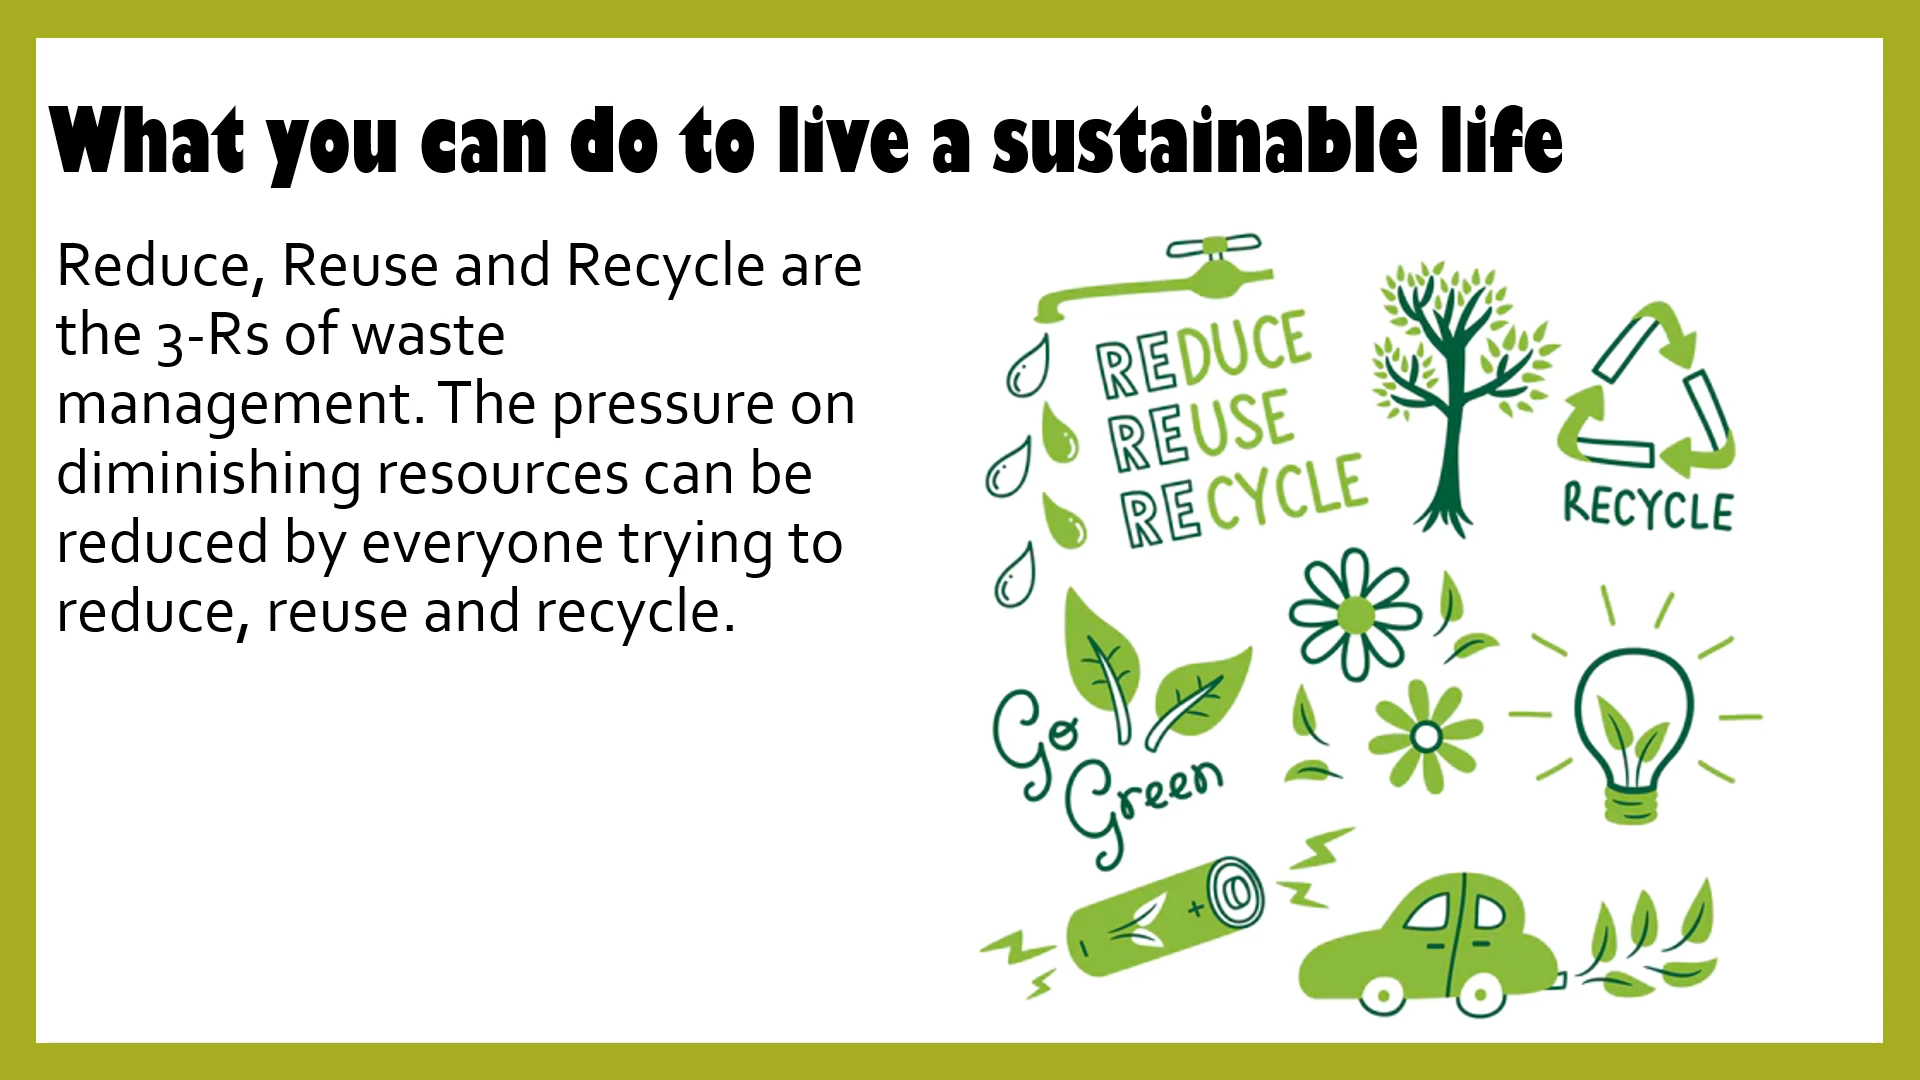 What you can do to live a sustainable life
Reduce, Reuse and Recycle are
the 3-Rs of waste
management. The pressure on
diminishing resources can be
reduced by everyone trying to
reduce, reuse and recycle.
REDUCE
REUSE
RECYCLE
RECYCLE
Go
Green